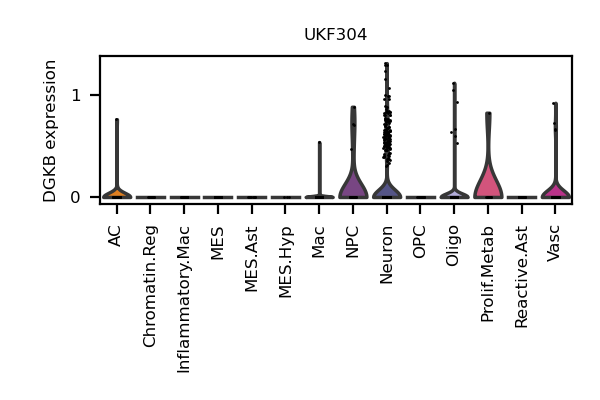 UKF304
DGKB expression
1
0
AC
Chromatin.Reg
Inflammatory.Mac
MES
MES.Ast
MES.Hyp
Mac
NPC
Neuron
OPC
Oligo
Prolif.Metab
Reactive.Ast
Vasc